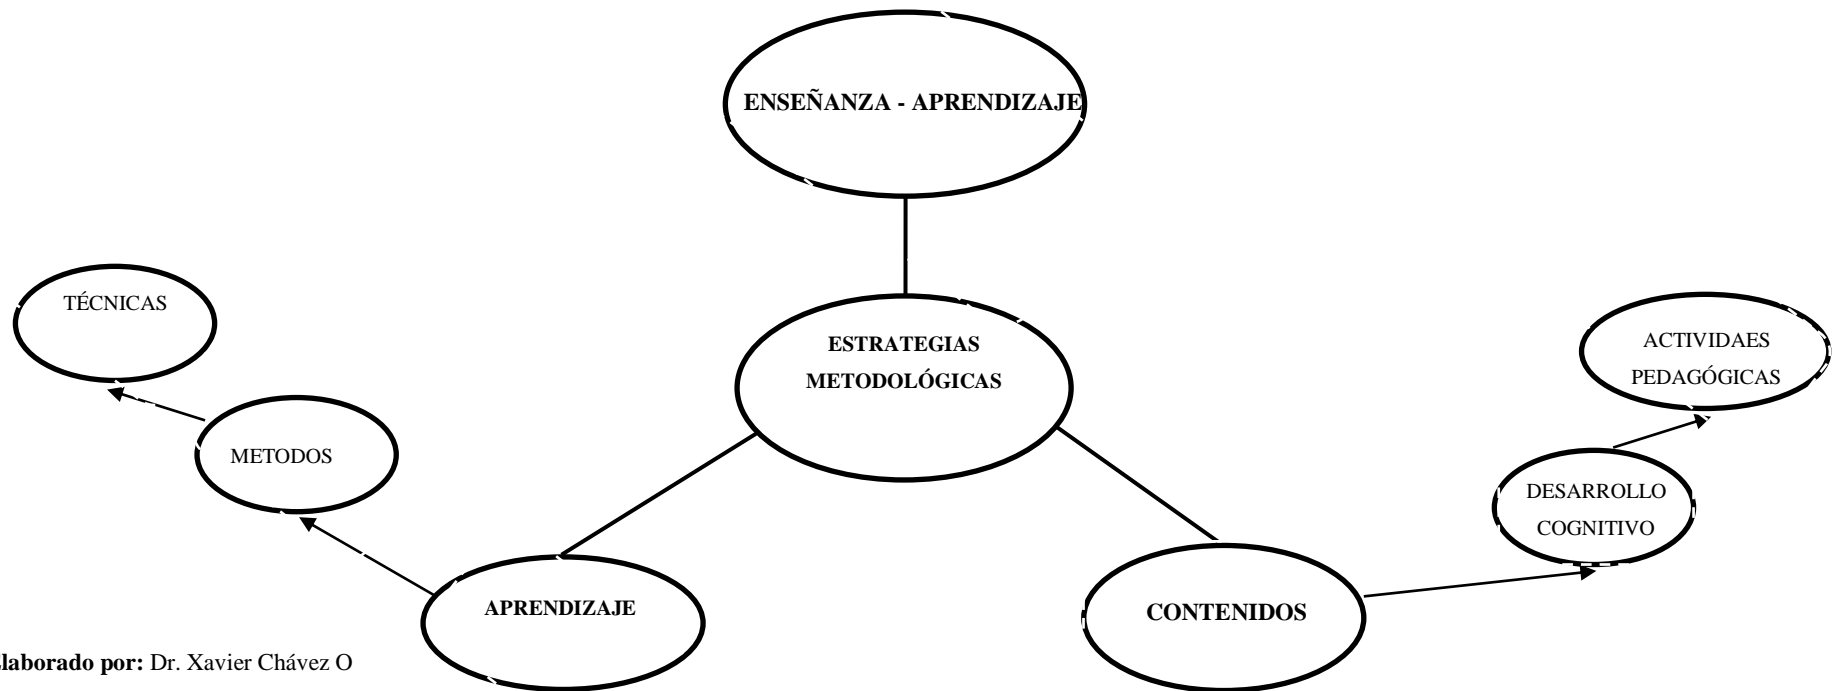 ENSEÑANZA - APRENDIZAJE
TÉCNICAS
ESTRATEGIAS
METODOLÓGICAS
ACTIVIDAES
PEDAGÓGICAS
METODOS
DESARROLLO
COGNITIVO
APRENDIZAJE
CONTENIDOS
laborado por: Dr. Xavier Chávez O